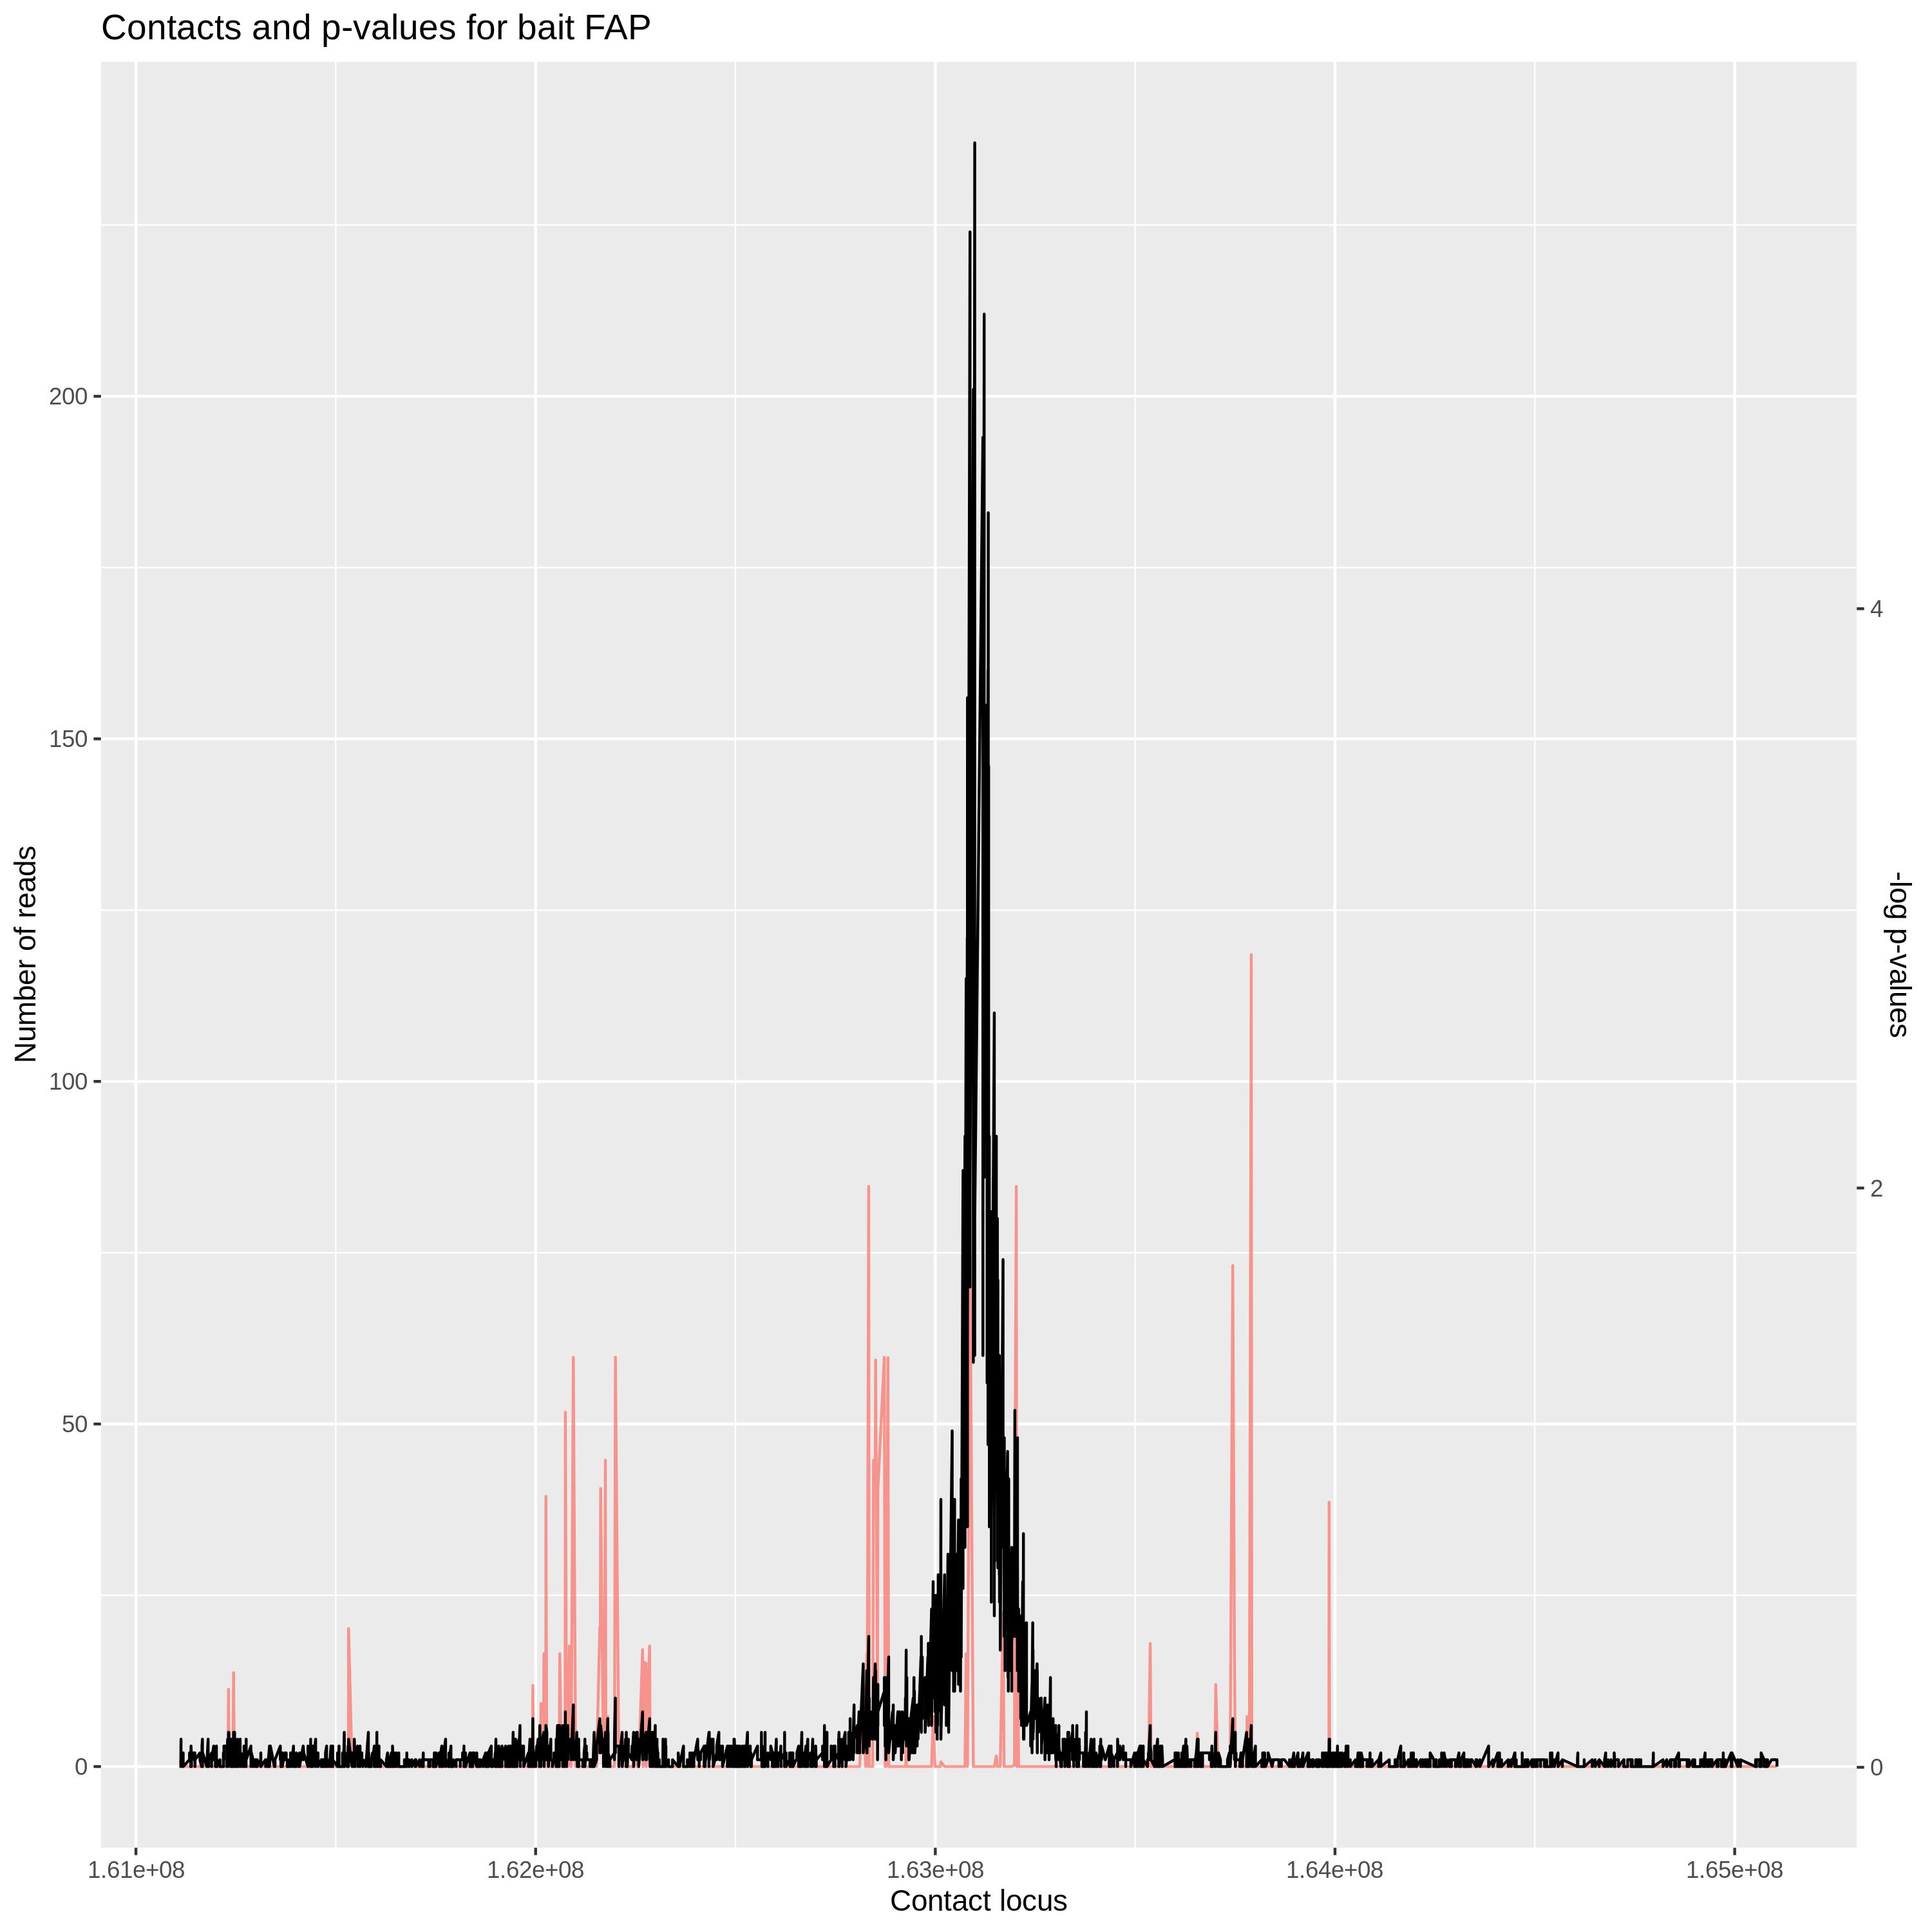 Contacts and p-values for bait FAP
Number of reads
200
150
100
50
0
4
2
0
-log p-values
1.61e+08 1.62e+08 1.63e+08 1.64e+08 1.65e+08
Contact locus